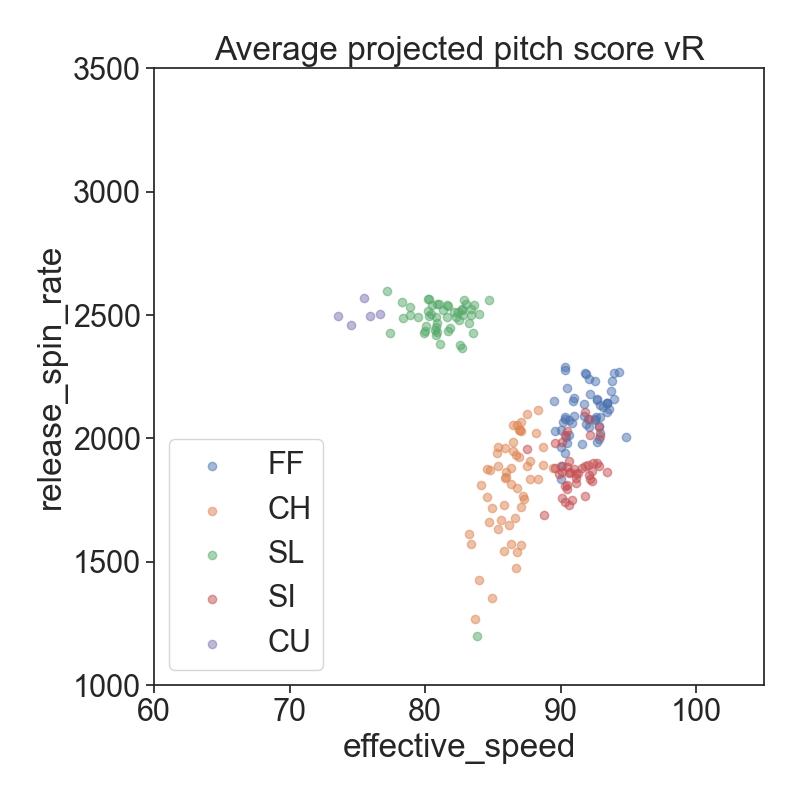 Average projected pitch score vR
release_spin_rate
3500
3000
2500
2000
1500
1000
FF
CH
SL
SI
CU
60
70
80
90
100
effective_speed